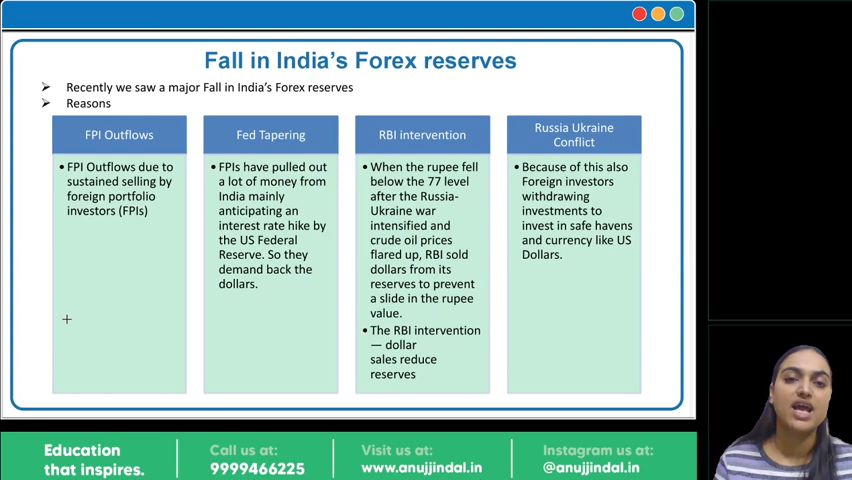 Fall in India's Forex reserves
Recently we saw a major Fall in India's Forex reserves
Reasons
FPI Outflows
• FPI Outflows due to
sustained selling by
foreign portfolio
investors (FPIs)
Fed Tapering
• FPIs have pulled out
a lot of money from
India mainly
anticipating an
interest rate hike by
the US Federal
Reserve. So they
demand back the
dollars.
RBI intervention
• When the rupee fell
below the 77 level
after the Russia-
Ukraine war
intensified and
crude oil prices
flared up, RBI sold
dollars from its
reserves to prevent
a slide in the rupee
value.
• The RBI intervention
— dollar
sales reduce
reserves
Russia Ukraine
Conflict
• Because of this also
Foreign investors
withdrawing
investments to
invest in safe havens
and currency like US
Dollars.
Education
that inspires.
Call us at:
9999466225
Visit us at:
www.anujjindal.in
Instagram us at:
@anujjindal.in